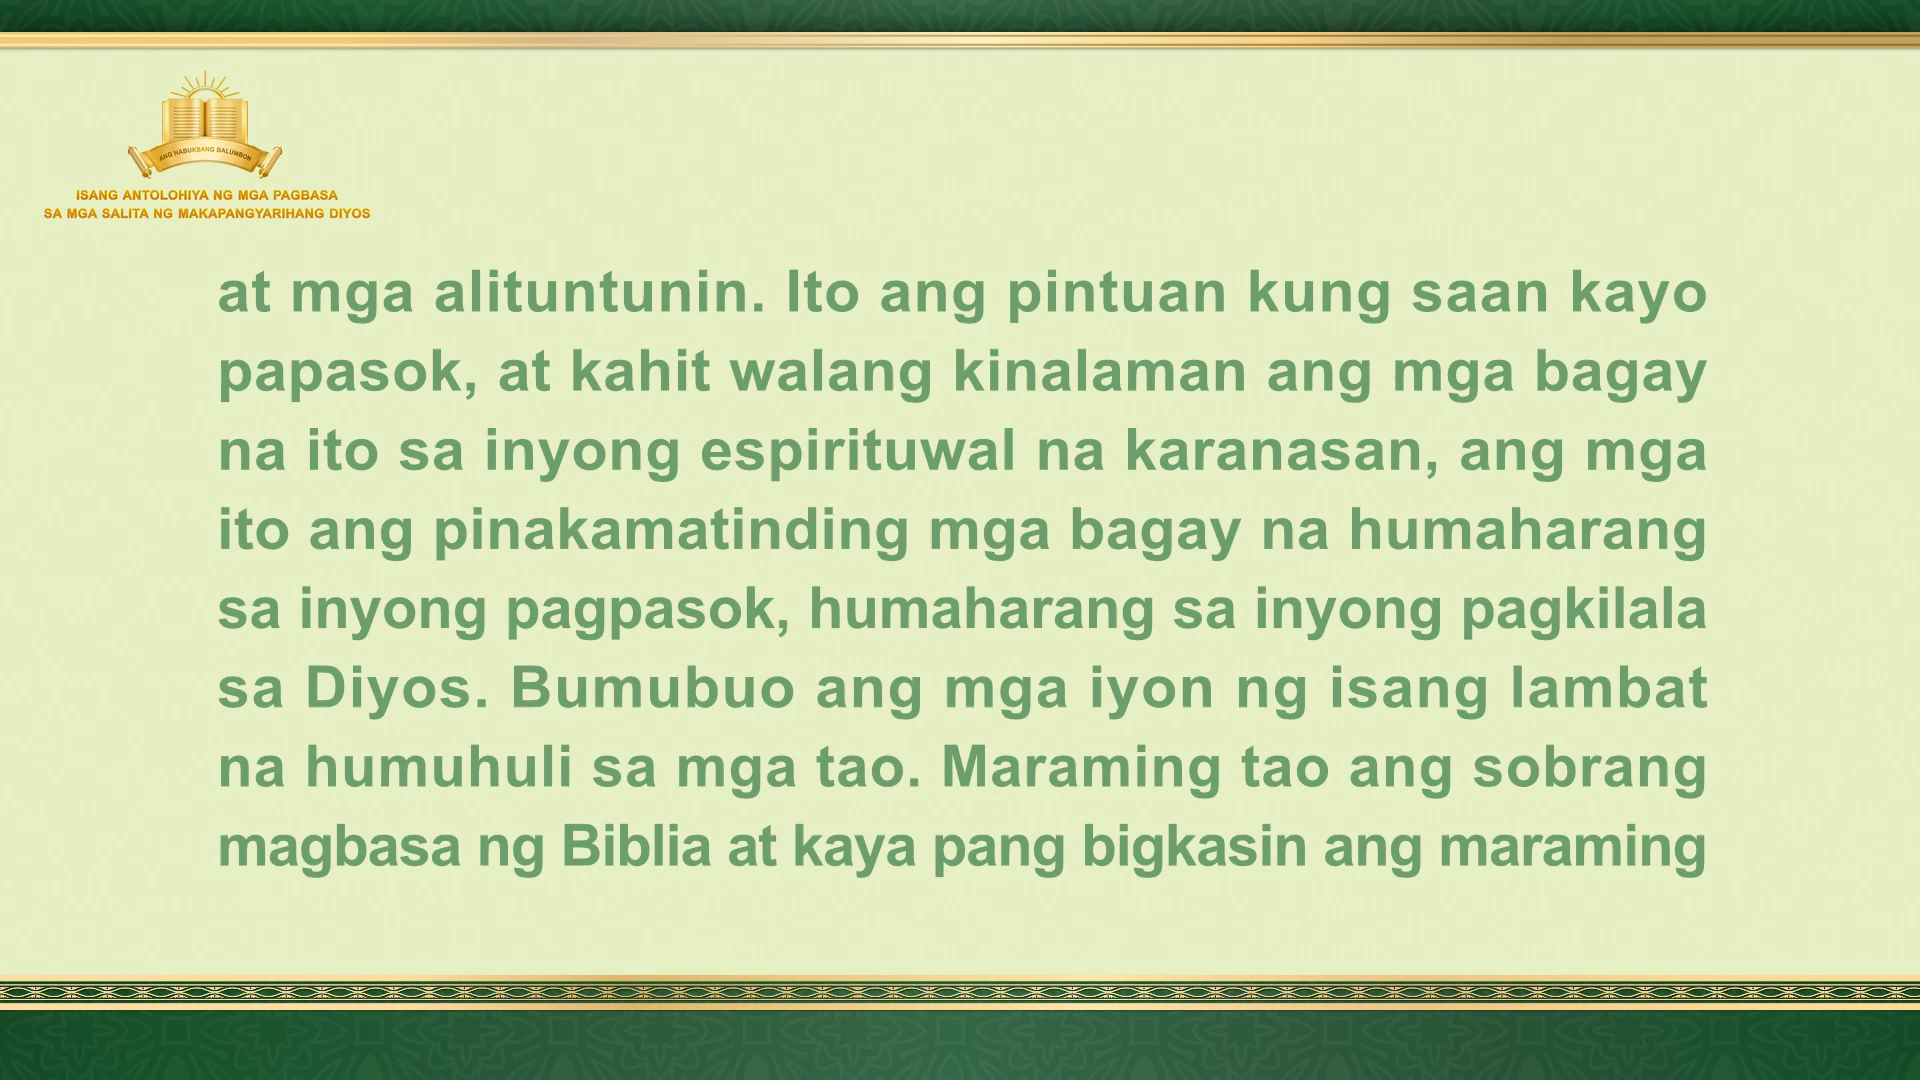 ANG NABUKSANG BALUMBON
ISANG ANTOLOHIYA NG MGA PAGBASA
SA MGA SALITA NG MAKAPANGYARIHANG DIYOS
at mga alituntunin. Ito ang pintuan kung saan kayo
papasok, at kahit walang kinalaman ang mga bagay
na ito sa inyong espirituwal na karanasan, ang mga
ito ang pinakamatinding mga bagay na humaharang
sa inyong pagpasok, humaharang sa inyong pagkilala
sa Diyos. Bumubuo ang mga iyon ng isang lambat
na humuhuli sa mga tao. Maraming tao ang sobrang
magbasa ng Biblia at kaya pang bigkasin ang maraming